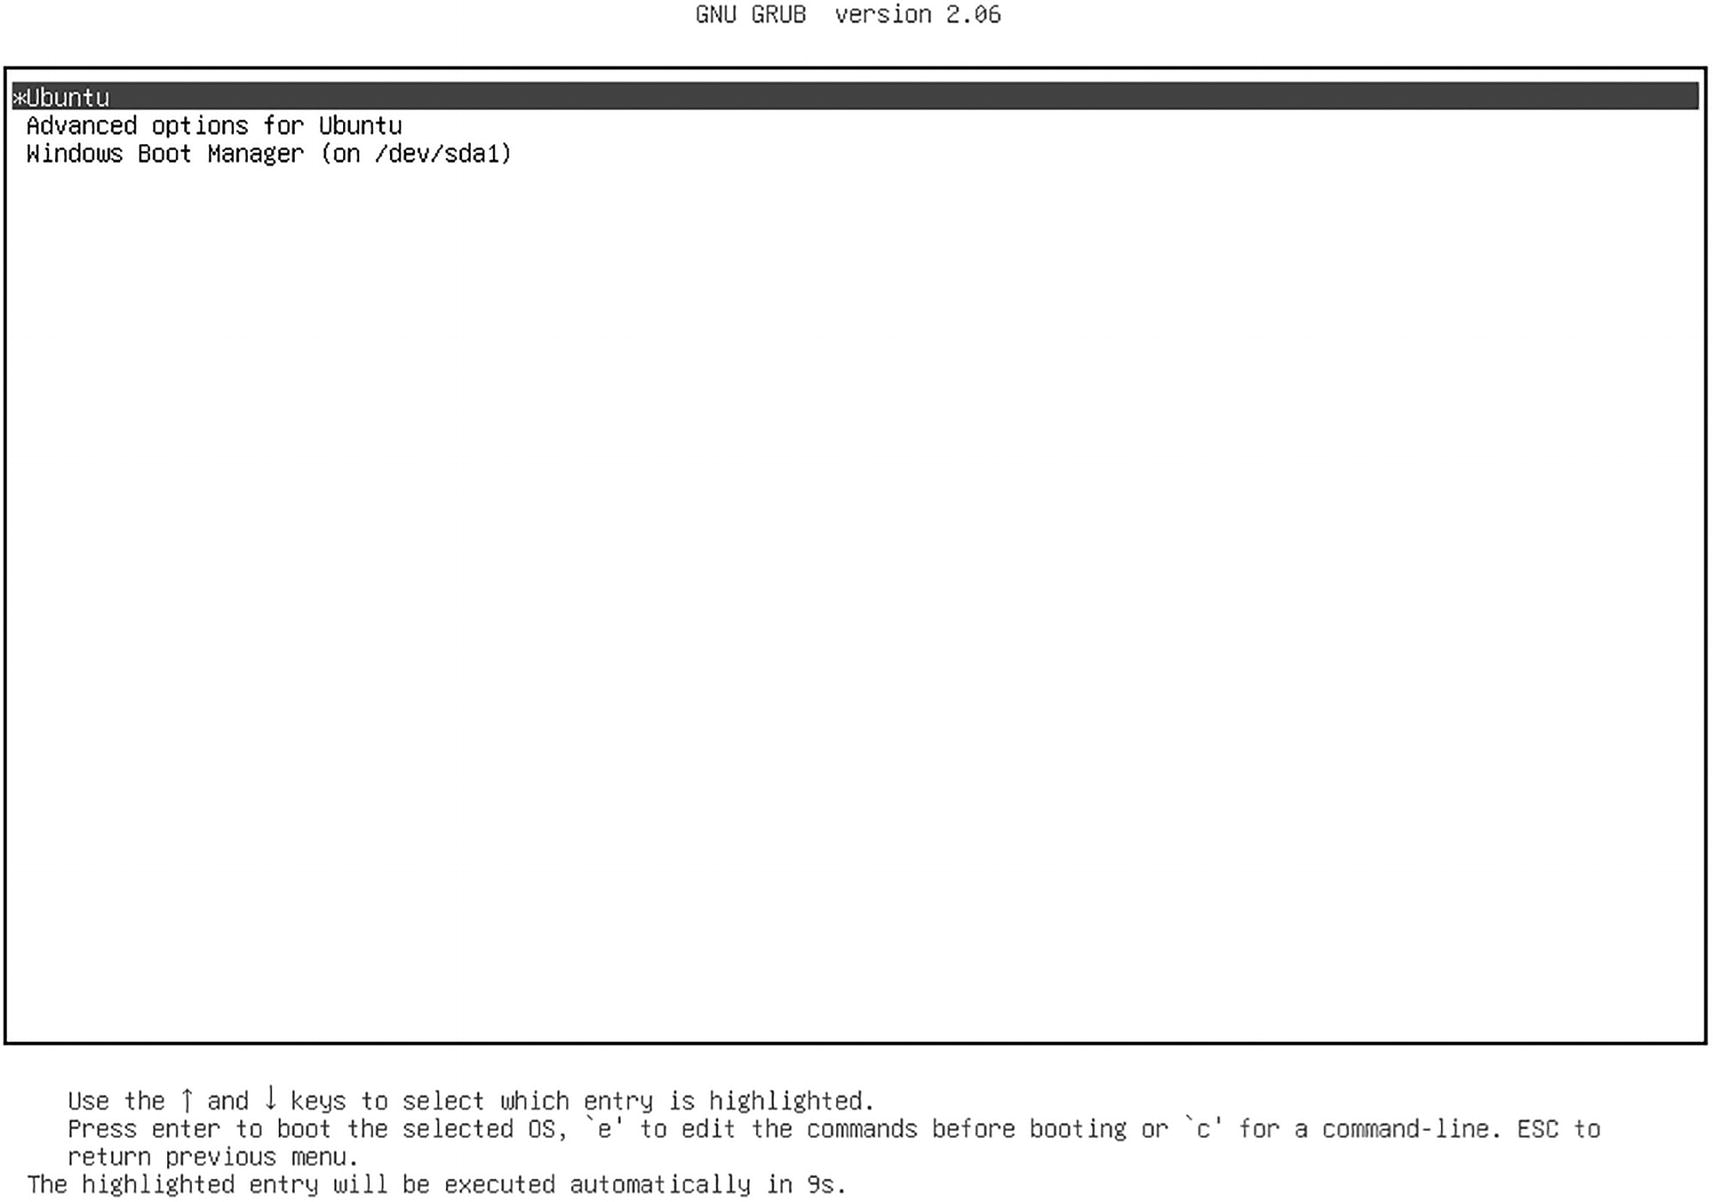 GNU GRUB  version 2.06
*Ubuntu
Advanced options for Ubuntu
Windows Boot Manager (on /dev/sda1)
Use the ↑ and ↓ keys to select which entry is highlighted.
Press enter to boot the selected OS, `e' to edit the commands before booting or `c' for a command-line. ESC to
return previous menu.
The highlighted entry will be executed automatically in 9s.